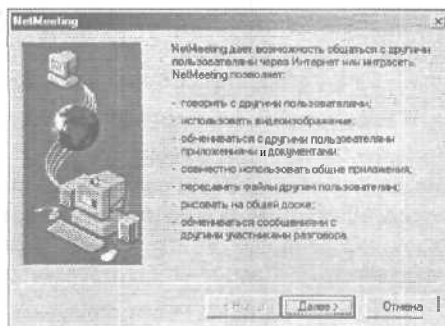 NetMeeting
NetMeeting дает возможность общаться с другими
пользователями через Интернет или интрасеть.
NetMeeting позволяет:
- говорить с другими пользователями;
- использовать видеоизображение;
- обмениваться с другими пользователями
приложениями и документами;
- совместно использовать общие приложения;
- передавать файлы другим пользователям;
- рисовать на общей доске;
- обмениваться сообщениями с
другими участниками разговора.
< Назад
Далее >
Отмена